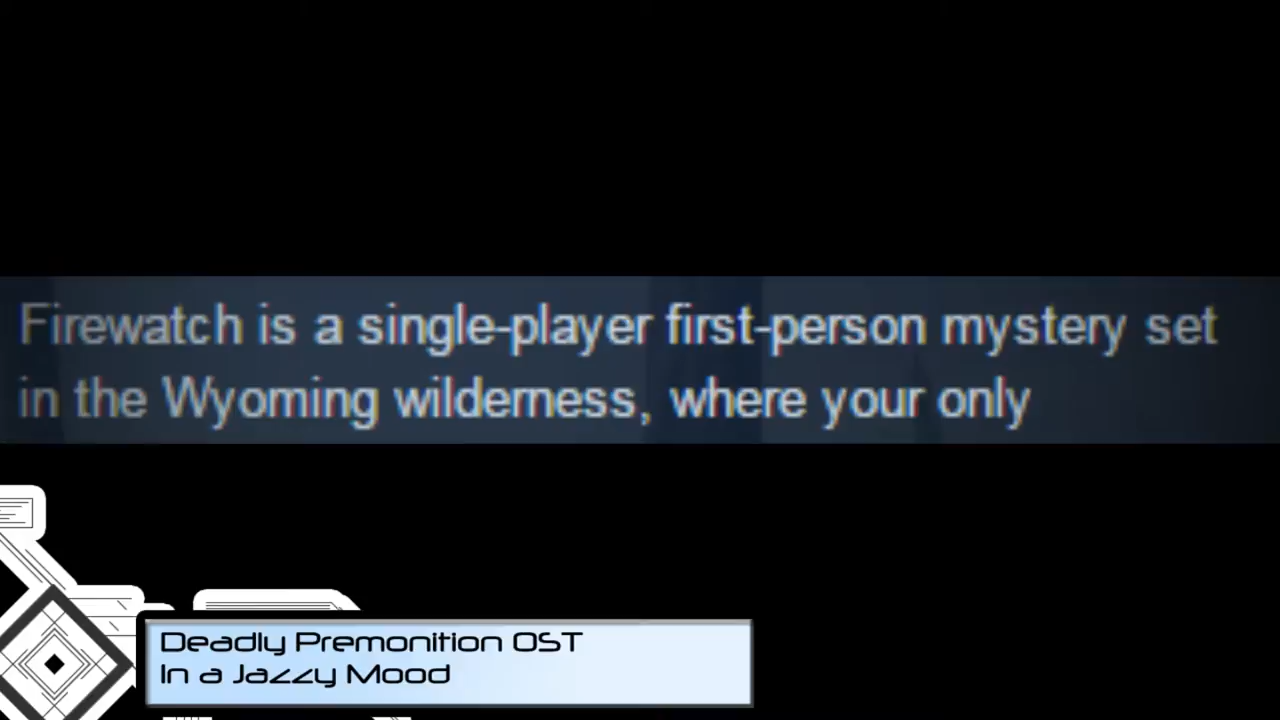 Firewatch is a single-player first-person mystery set
in the Wyoming wilderness, where your only
Deadly Premonition OST
In a Jazzy Mood